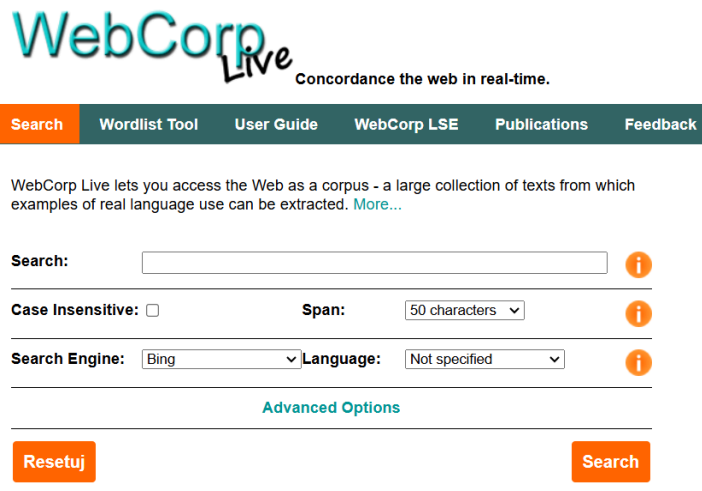 WebCorp
Live
Concordance the web in real-time.
Search Wordlist Tool User Guide WebCorp LSE Publications Feedback
WebCorp Live lets you access the Web as a corpus - a large collection of texts from which
examples of real language use can be extracted. More...
Search:
Case Insensitive: Span: 50 characters
Search Engine: Bing Language: Not specified
Advanced Options
Resetuj Search